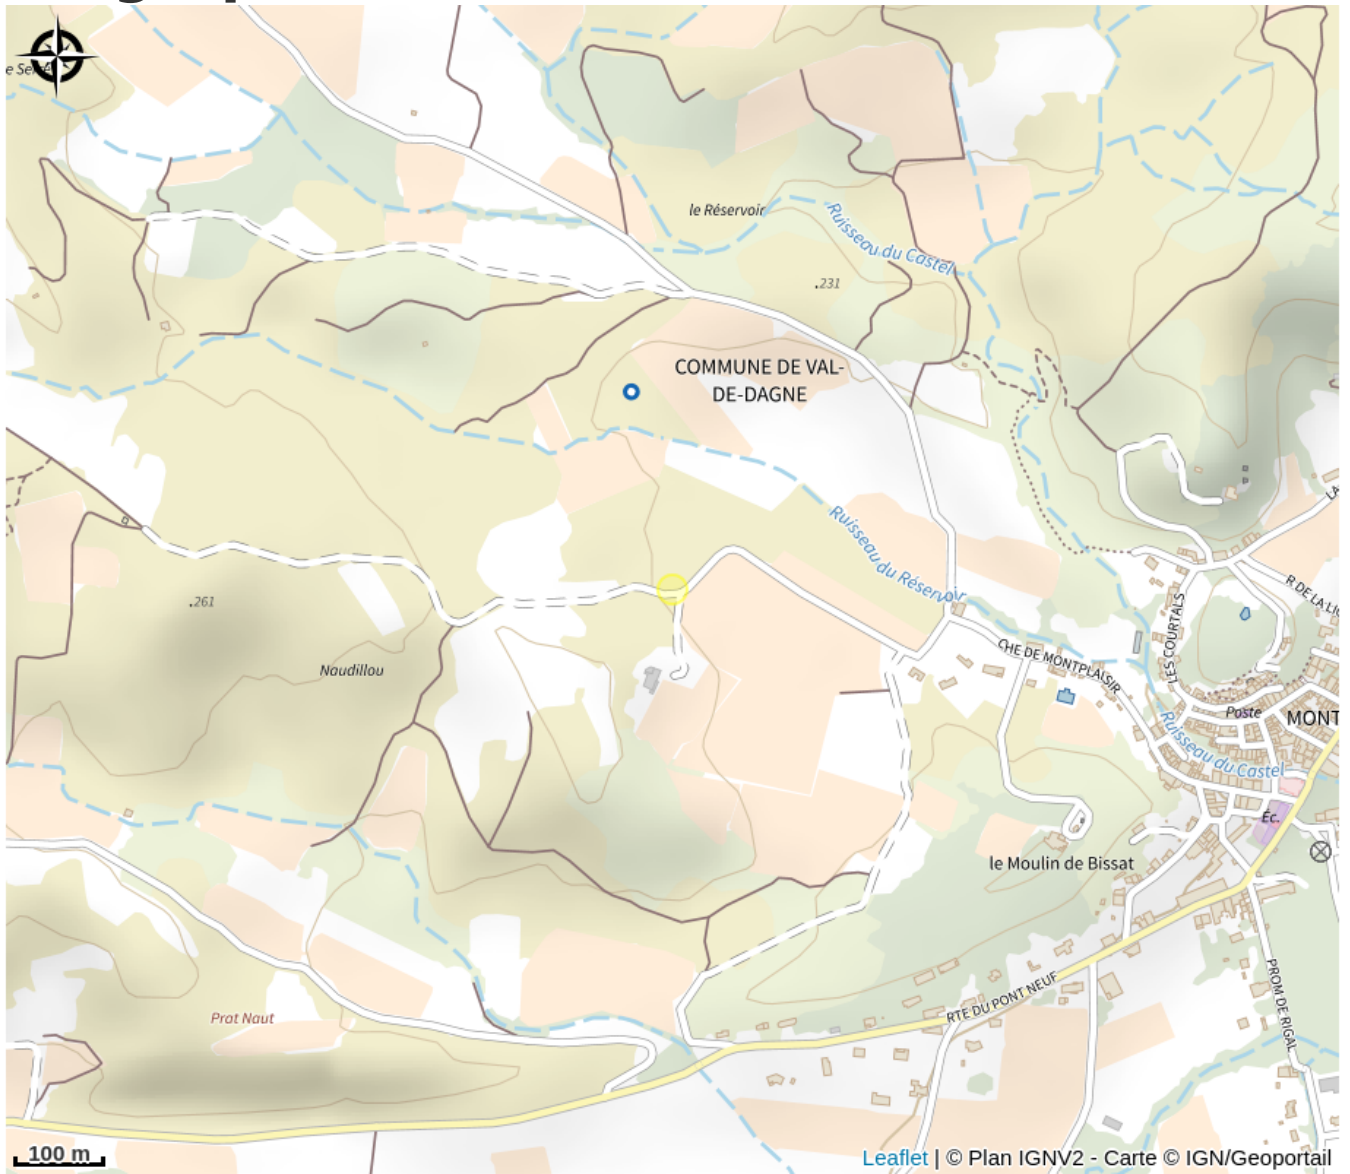 le Réservoir
Ruisseau du Castel
.231
COMMUNE DE VAL-
DE-DAGNE
Ruisseau du Réservoir
.261
Naudillou
CHE DE MONTPLAISIR
LES COURTALS
R DE LA
LA
Poste
MONT
Ruisseau du Castel
Éc.
le Moulin de Bissat
RTE DU PONT NEUF
PROM DE RIGAL
Prat Naut
100 m
Leaflet | © Plan IGNV2 - Carte © IGN/Geoportail